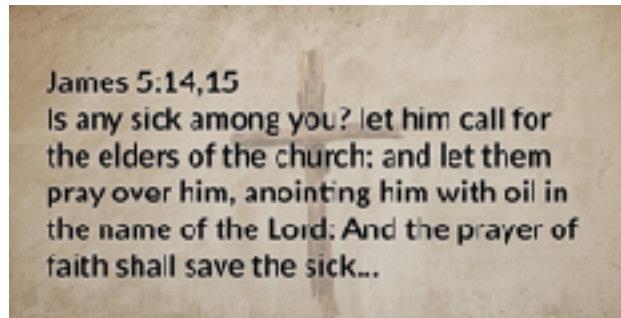 James 5:14,15
Is any sick among you? let him call for
the elders of the church; and let them
pray over him, anointing him with oil in
the name of the Lord: And the prayer of
faith shall save the sick...